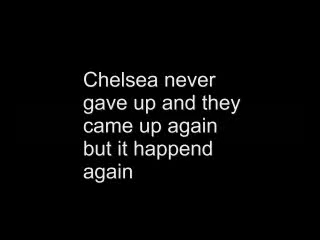 Chelsea never
gave up and they
came up again
but it happend
again